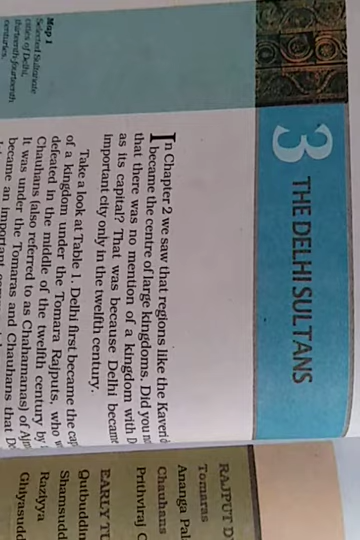 3 THE DELHI SULTANS
Map 1
Selected Sultanate
cities of Delhi,
thirteenth-fourteenth
centuries.
In Chapter 2 we saw that regions like the Kaveri
became the centre of large kingdoms. Did you
that there was no mention of a kingdom with D
as its capital? That was because Delhi became
important city only in the twelfth century.
Take a look at Table 1. Delhi first became the cap
of a kingdom under the Tomara Rajputs, who w
defeated in the middle of the twelfth century by
Chauhans (also referred to as Chahamanas) of Ajm
It was under the Tomaras and Chauhans that De
became an important
RAJPUT DY
Tomaras
Ananga Pal
Chauhans
Prithviraj C
EARLY TU
Qutbuddin
Shamsudd
Raziyya
Ghiyasudd